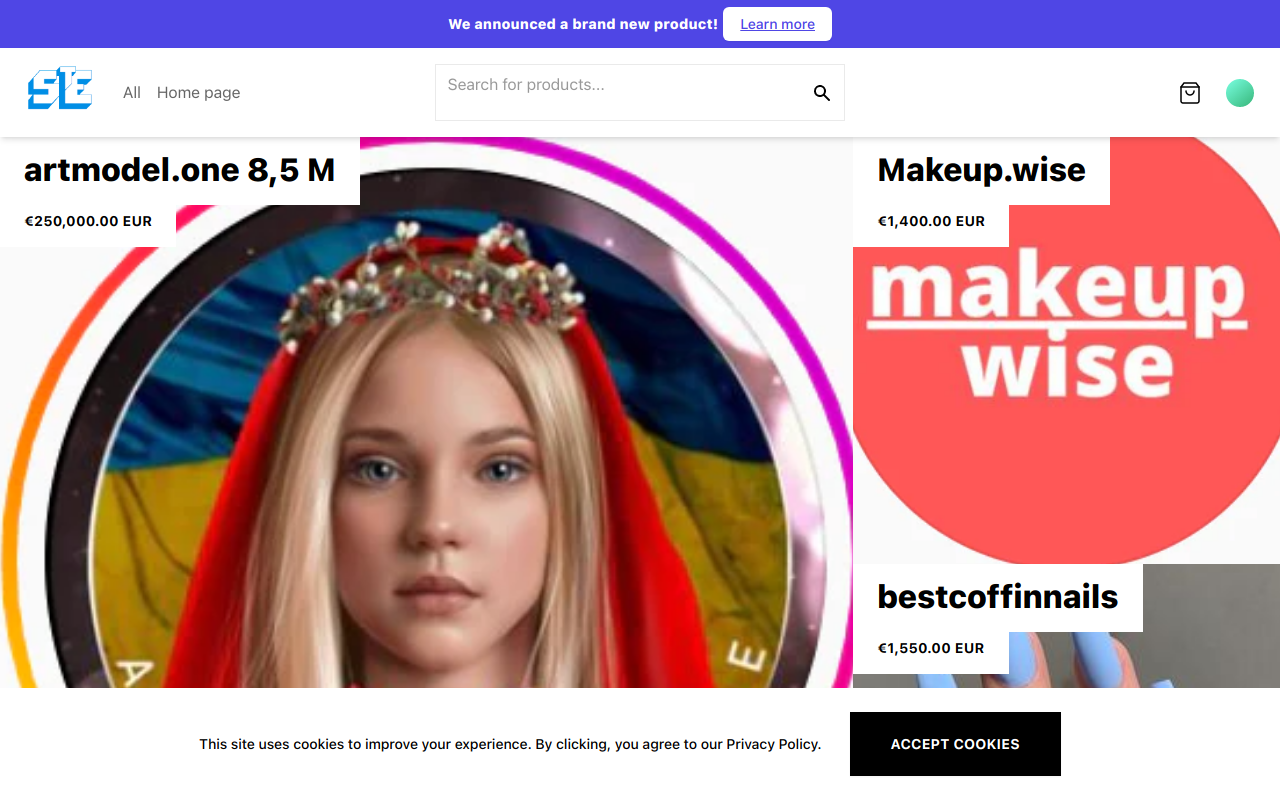 We announced a brand new product! Learn more
STE
All Home page
Search for products...
artmodel.one 8,5 M
€250,000.00 EUR
A
E
Makeup.wise
€1,400.00 EUR
makeup
wise
bestcoffinnails
€1,550.00 EUR
This site uses cookies to improve your experience. By clicking, you agree to our Privacy Policy.
ACCEPT COOKIES